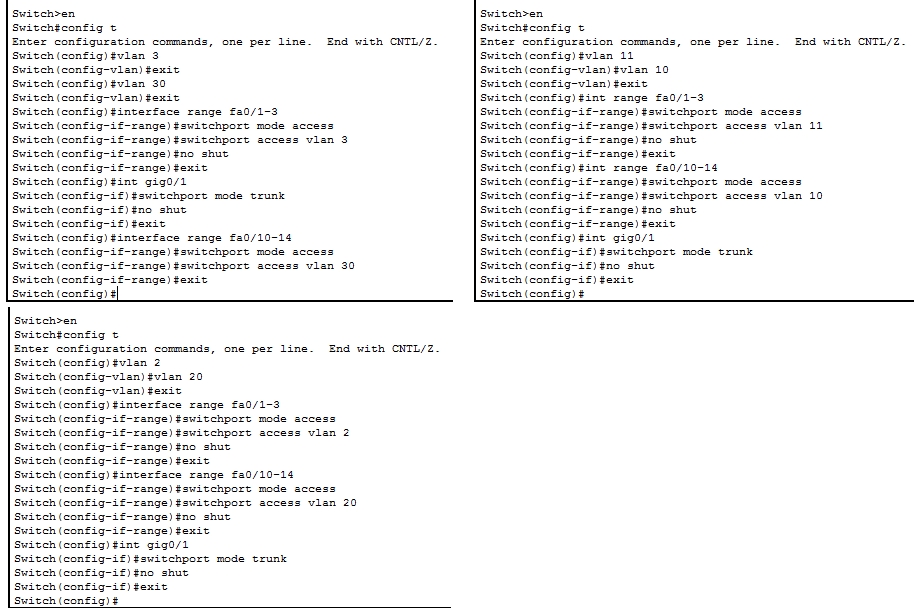 Switch>en
Switch#config t
Enter configuration commands, one per line.  End with CNTL/Z.
Switch(config)#vlan 3
Switch(config-vlan)#exit
Switch(config)#vlan 30
Switch(config-vlan)#exit
Switch(config)#interface range fa0/1-3
Switch(config-if-range)#switchport mode access
Switch(config-if-range)#switchport access vlan 3
Switch(config-if-range)#no shut
Switch(config-if-range)#exit
Switch(config)#int gig0/1
Switch(config-if)#switchport mode trunk
Switch(config-if)#no shut
Switch(config-if)#exit
Switch(config)#interface range fa0/10-14
Switch(config-if-range)#switchport mode access
Switch(config-if-range)#switchport access vlan 30
Switch(config-if-range)#exit
Switch(config)#
Switch>en
Switch#config t
Enter configuration commands, one per line.  End with CNTL/Z.
Switch(config)#vlan 11
Switch(config-vlan)#vlan 10
Switch(config-vlan)#exit
Switch(config)#int range fa0/1-3
Switch(config-if-range)#switchport mode access
Switch(config-if-range)#switchport access vlan 11
Switch(config-if-range)#no shut
Switch(config-if-range)#exit
Switch(config)#int range fa0/10-14
Switch(config-if-range)#switchport mode access
Switch(config-if-range)#switchport access vlan 10
Switch(config-if-range)#no shut
Switch(config-if-range)#exit
Switch(config)#int gig0/1
Switch(config-if)#switchport mode trunk
Switch(config-if)#no shut
Switch(config-if)#exit
Switch(config)#
Switch>en
Switch#config t
Enter configuration commands, one per line.  End with CNTL/Z.
Switch(config)#vlan 2
Switch(config-vlan)#vlan 20
Switch(config-vlan)#exit
Switch(config)#interface range fa0/1-3
Switch(config-if-range)#switchport mode access
Switch(config-if-range)#switchport access vlan 2
Switch(config-if-range)#no shut
Switch(config-if-range)#exit
Switch(config)#interface range fa0/10-14
Switch(config-if-range)#switchport mode access
Switch(config-if-range)#switchport access vlan 20
Switch(config-if-range)#no shut
Switch(config-if-range)#exit
Switch(config)#int gig0/1
Switch(config-if)#switchport mode trunk
Switch(config-if)#no shut
Switch(config-if)#exit
Switch(config)#